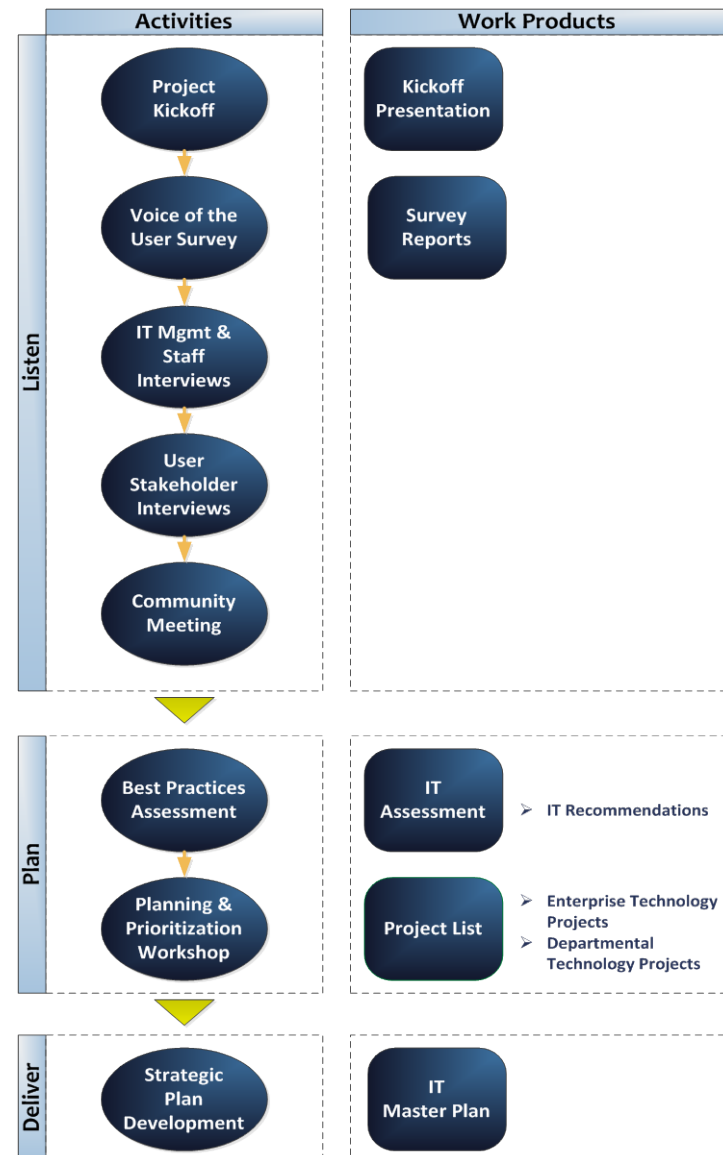 Activities
Work Products
Listen
Project
Kickoff
Kickoff
Presentation
Voice of the
User Survey
Survey
Reports
IT Mgmt &
Staff
Interviews
User
Stakeholder
Interviews
Community
Meeting
Plan
Best Practices
Assessment
IT
Assessment
IT Recommendations
Planning &
Prioritization
Workshop
Project List
Enterprise Technology
Projects
Departmental
Technology Projects
Deliver
Strategic
Plan
Development
IT
Master Plan